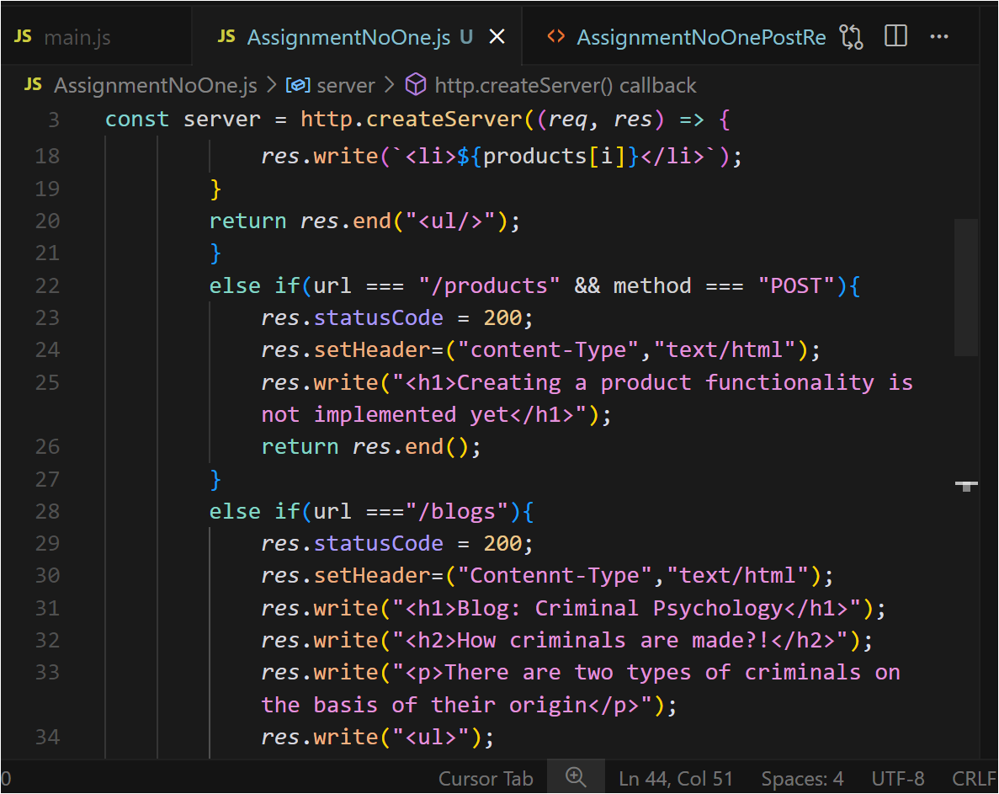 JS main.js JS AssignmentNoOne.js U × <> AssignmentNoOnePostRe ···
JS AssignmentNoOne.js > server > http.createServer() callback
3 const server = http.createServer((req, res) => {
18 res.write(`<li>${products[i]}</li>`);
19 }
20 return res.end("<ul/>");
21 }
22 else if(url === "/products" && method === "POST"){
23 res.statusCode = 200;
24 res.setHeader=("content-Type","text/html");
25 res.write("<h1>Creating a product functionality is
not implemented yet</h1>");
26 return res.end();
27 }
28 else if(url ==="/blogs"){
29 res.statusCode = 200;
30 res.setHeader=("Contennt-Type","text/html");
31 res.write("<h1>Blog: Criminal Psychology</h1>");
32 res.write("<h2>How criminals are made?!</h2>");
33 res.write("<p>There are two types of criminals on
the basis of their origin</p>");
34 res.write("<ul>");
0 Cursor Tab Ln 44, Col 51 Spaces: 4 UTF-8 CRLF